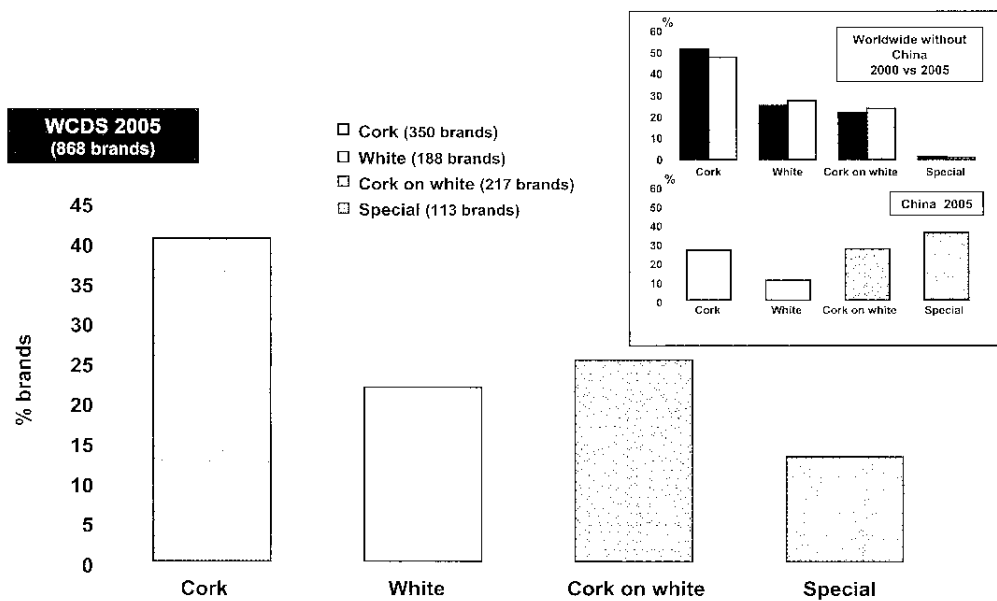 WCDS 2005
(868 brands)
Cork (350 brands)
White (188 brands)
Cork on white (217 brands)
Special (113 brands)
% brands
45
40
35
30
25
20
15
10
5
0
Cork
White
Cork on white
Special
%
60
50
40
30
20
10
0
Cork
White
Cork on white
Special
Worldwide without
China
2000 vs 2005
%
60
50
40
30
20
10
0
Cork
White
Cork on white
Special
China 2005